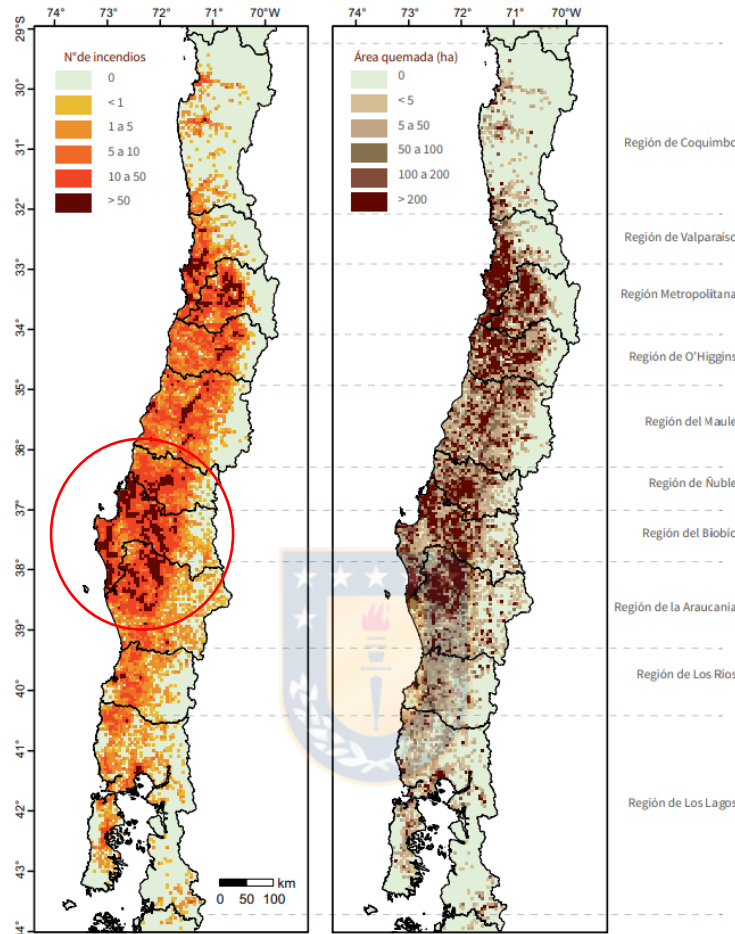 74° 73° 72° 71° 70°W
74° 73° 72° 71° 70°W
29°S
30°
31°
32°
33°
34°
35°
36°
37°
38°
39°
40°
41°
42°
43°
N° de incendios
0
< 1
1 a 5
5 a 10
10 a 50
> 50
km
0 50 100
Área quemada (ha)
0
< 5
5 a 50
50 a 100
100 a 200
> 200
Región de Coquimbo
Región de Valparaíso
Región Metropolitana
Región de O'Higgins
Región del Maule
Región de Ñuble
Región del Biobío
Región de la Araucanía
Región de Los Ríos
Región de Los Lagos